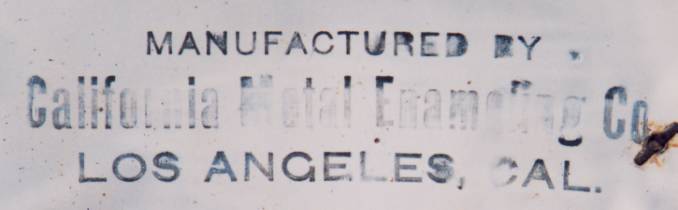 MANUFACTURED BY
California Metal Enameling Co.
LOS ANGELES, CAL.